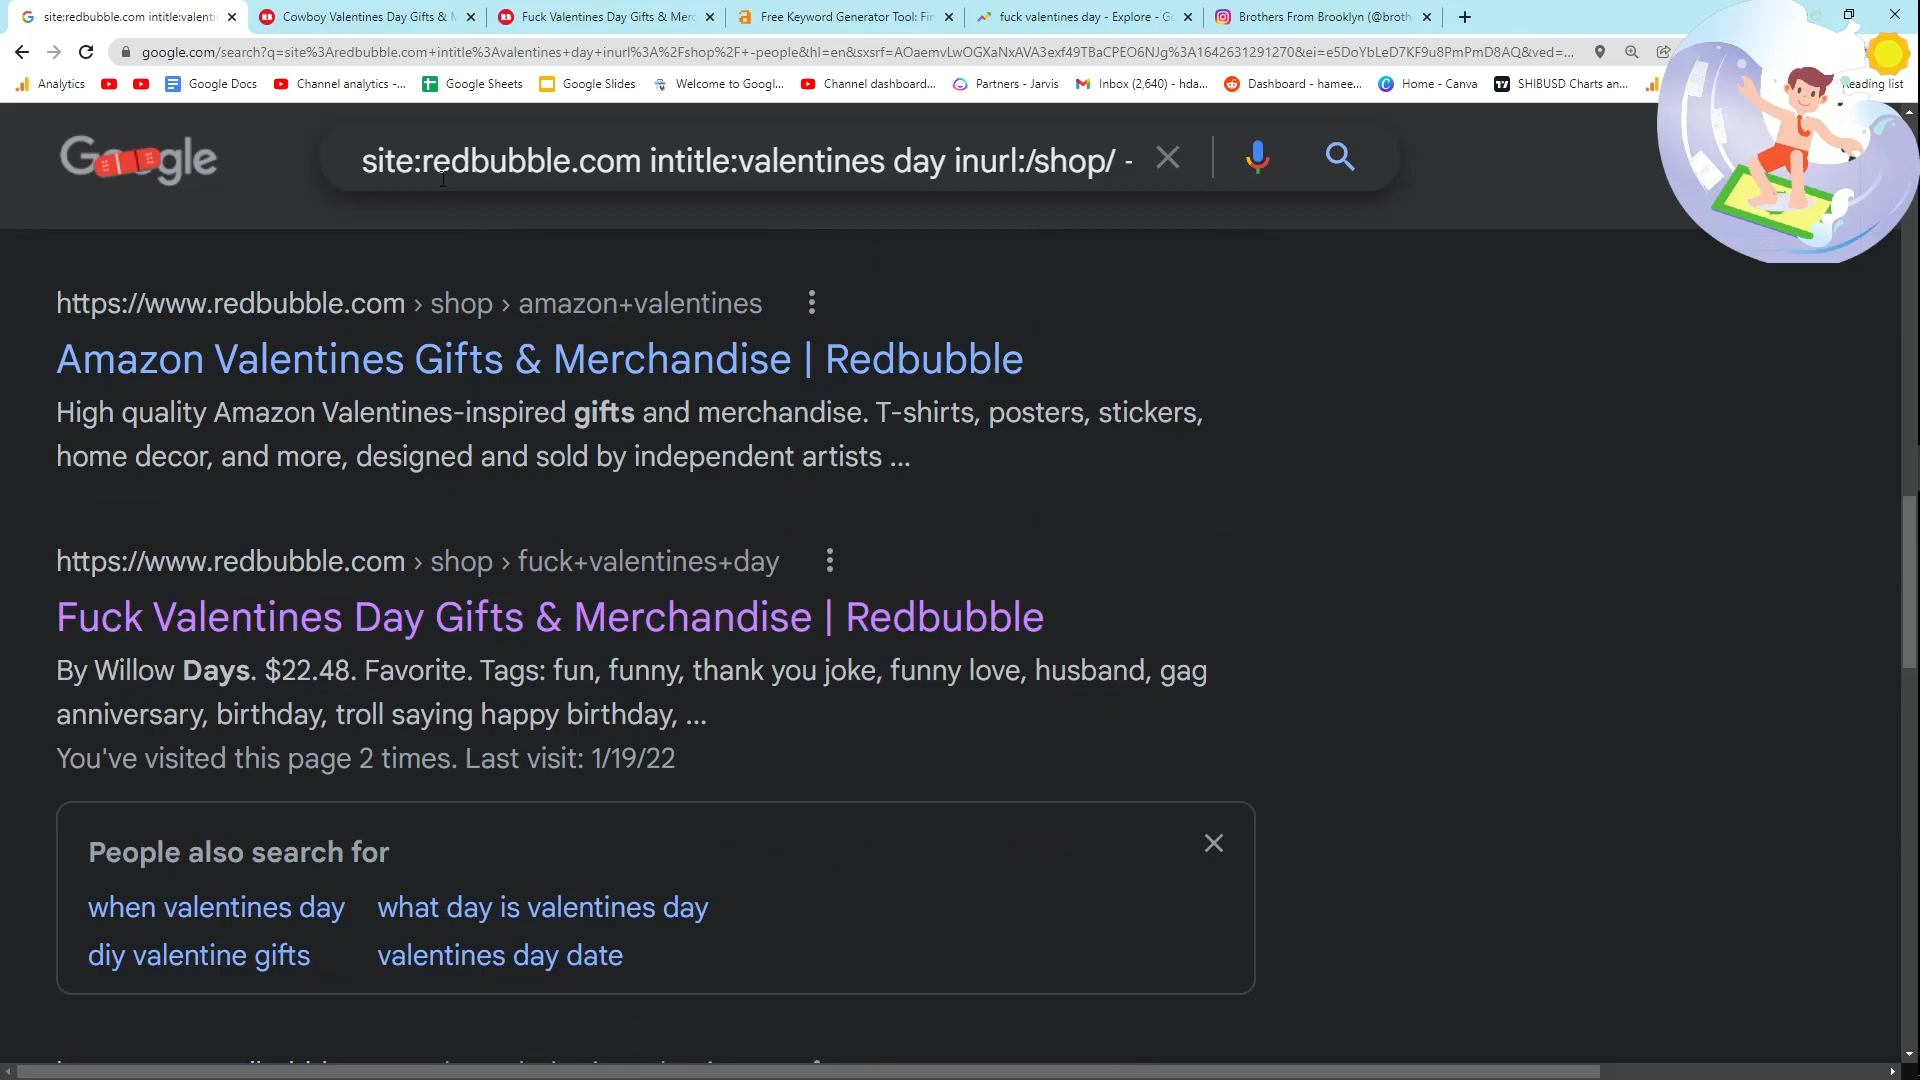 site:redbubble.com intitle:valenti
Cowboy Valentines Day Gifts & M
Fuck Valentines Day Gifts & Merc
Free Keyword Generator Tool: Fin
fuck valentines day - Explore - Go
Brothers From Brooklyn (@broth
google.com/search?q=site%3Aredbubble.com+intitle%3Avalentines+day+inurl%3A%2Fshop%2F+-people&hl=en&sxsrf=AOaemvLwOGXaNxAVA3exf49TBaCPEO6NJg%3A1642631291270&ei=e5DoYbLeD7KF9u8PmPmD8AQ&ved=...
Analytics
Google Docs
Channel analytics -...
Google Sheets
Google Slides
Welcome to Googl...
Channel dashboard...
Partners - Jarvis
Inbox (2,640) - hda...
Dashboard - hamee...
Home - Canva
SHIBUSD Charts an...
Reading list
Google
site:redbubble.com intitle:valentines day inurl:/shop/ -
https://www.redbubble.com › shop › amazon+valentines
Amazon Valentines Gifts & Merchandise | Redbubble
High quality Amazon Valentines-inspired gifts and merchandise. T-shirts, posters, stickers,
home decor, and more, designed and sold by independent artists ...
https://www.redbubble.com › shop › fuck+valentines+day
Fuck Valentines Day Gifts & Merchandise | Redbubble
By Willow Days. $22.48. Favorite. Tags: fun, funny, thank you joke, funny love, husband, gag
anniversary, birthday, troll saying happy birthday, ...
You've visited this page 2 times. Last visit: 1/19/22
People also search for
when valentines day
what day is valentines day
diy valentine gifts
valentines day date